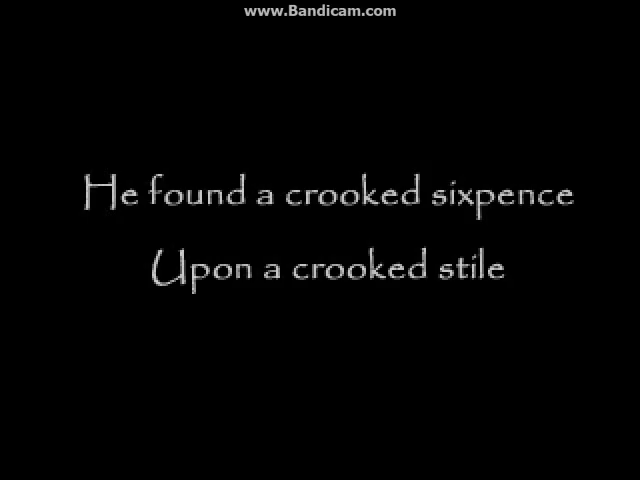 www.Bandicam.com
He found a crooked sixpence
Upon a crooked stile